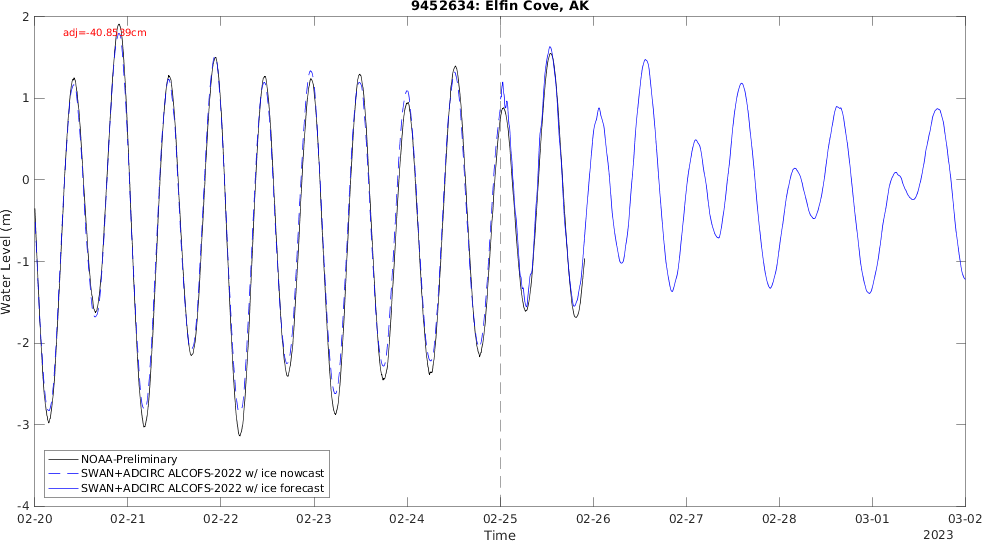 9452634: Elfin Cove, AK
adj=-40.8589cm
Water Level (m)
2
1
0
-1
-2
-3
-4
NOAA-Preliminary
SWAN+ADCIRC ALCOFS-2022 w/ ice nowcast
SWAN+ADCIRC ALCOFS-2022 w/ ice forecast
02-20 02-21 02-22 02-23 02-24 02-25 02-26 02-27 02-28 03-01 03-02
Time
2023